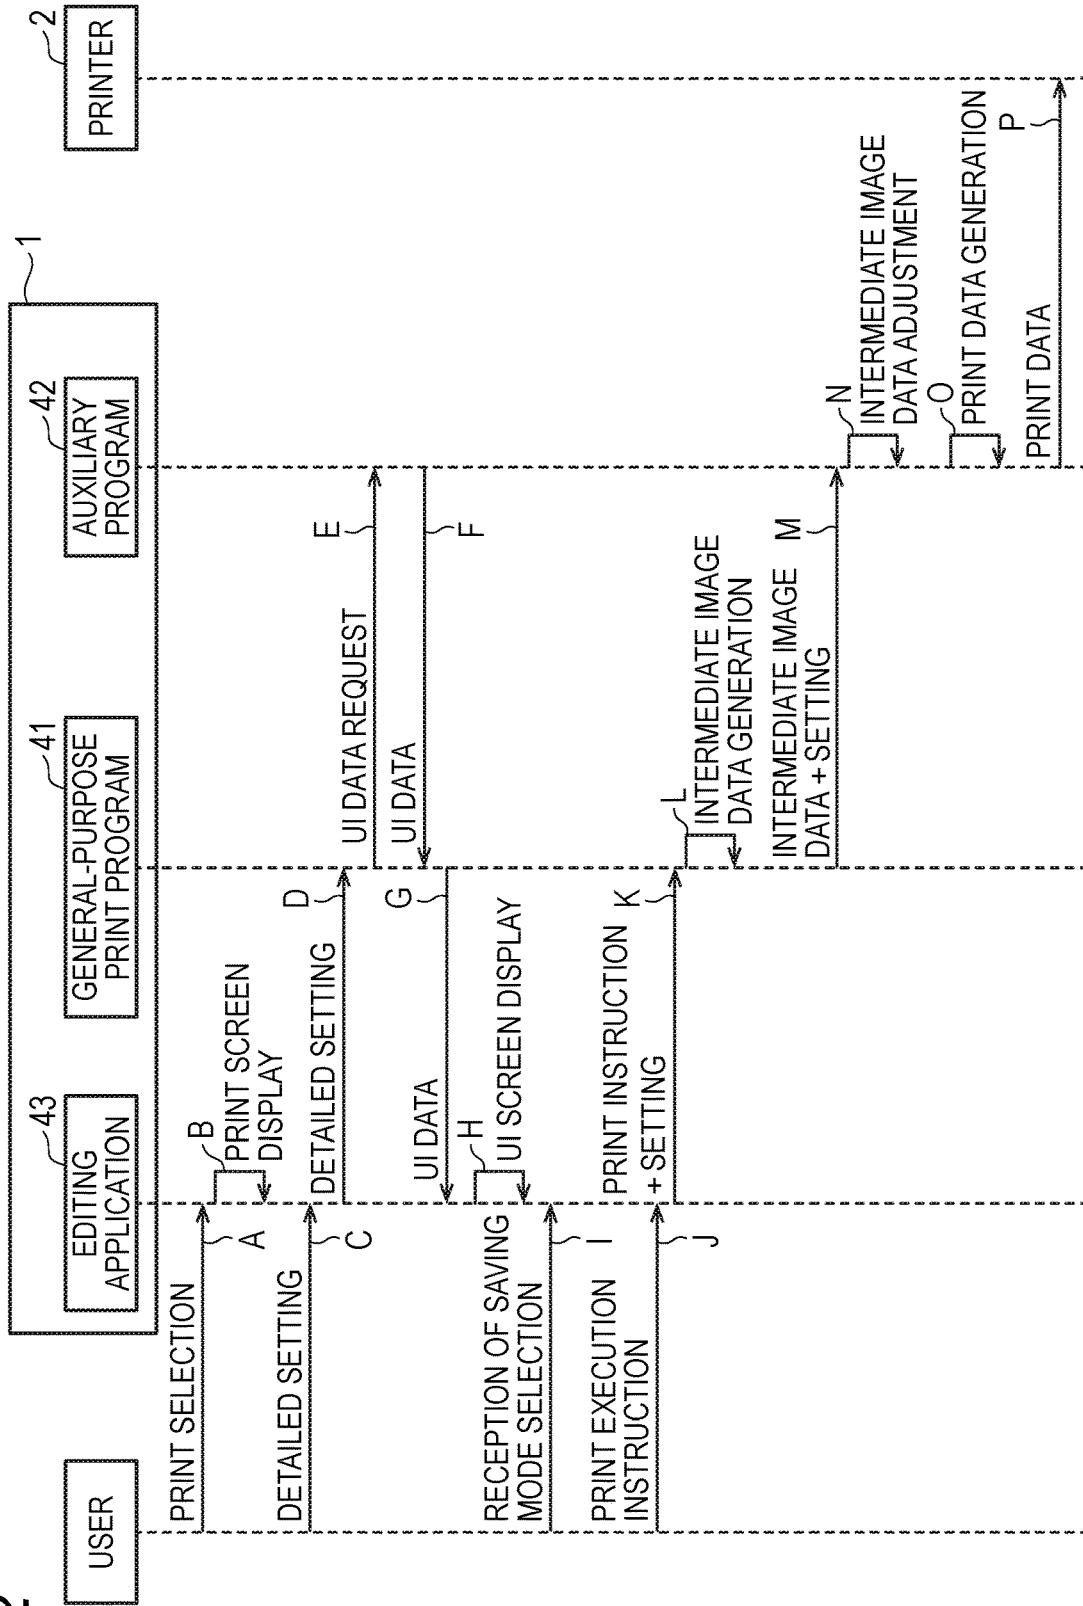 USER
1
43
EDITING
APPLICATION
41
GENERAL-PURPOSE
PRINT PROGRAM
42
AUXILIARY
PROGRAM
2
PRINTER
PRINT SELECTION
A
B
PRINT SCREEN
DISPLAY
DETAILED SETTING
C
DETAILED SETTING
D
UI DATA REQUEST
E
UI DATA
F
UI DATA
G
H
UI SCREEN DISPLAY
RECEPTION OF SAVING
MODE SELECTION
I
PRINT EXECUTION
INSTRUCTION
J
PRINT INSTRUCTION
+ SETTING
K
L
INTERMEDIATE IMAGE
DATA GENERATION
INTERMEDIATE IMAGE
DATA + SETTING
M
N
INTERMEDIATE IMAGE
DATA ADJUSTMENT
O
PRINT DATA GENERATION
PRINT DATA
P